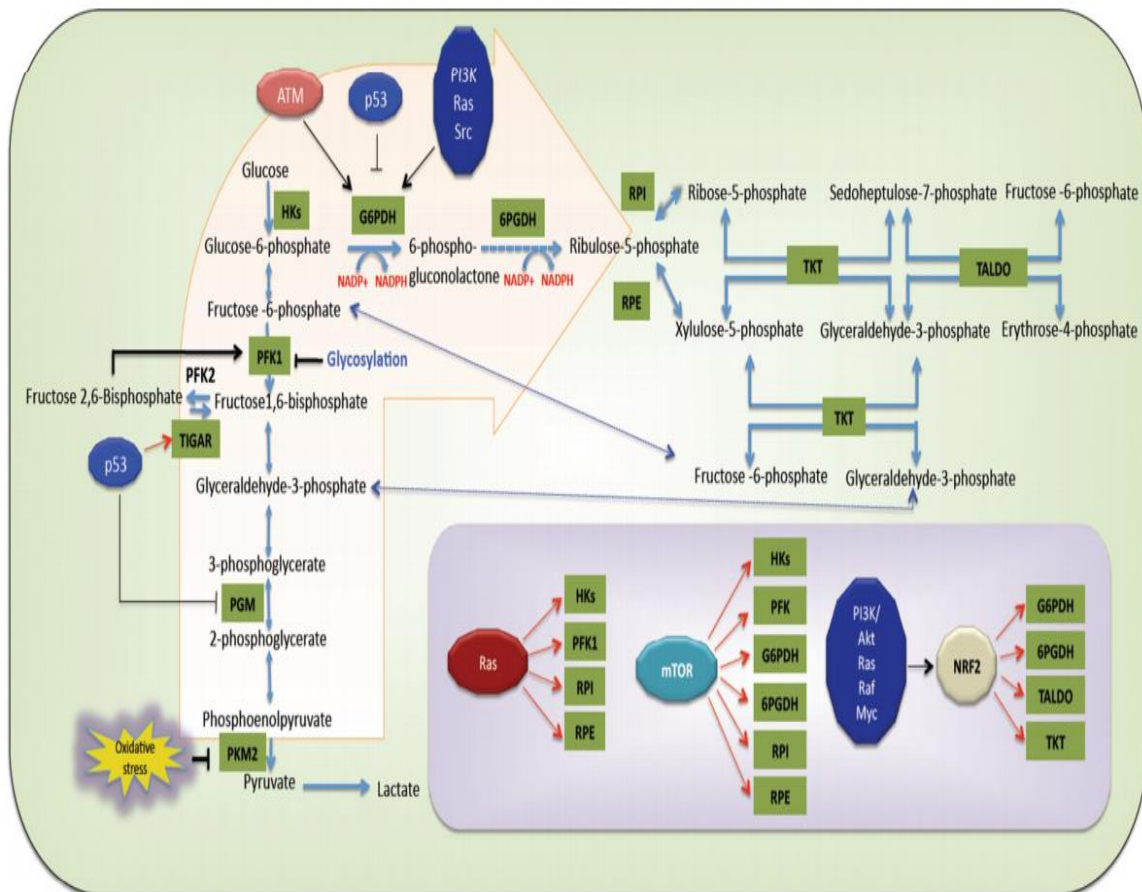 ATM
p53
PI3K
Ras
Src
Glucose
HKs
G6PDH
6PGDH
Glucose-6-phosphate
6-phospho-
gluconolactone
Ribulose-5-phosphate
NADP+
NADPH
NADP+
NADPH
RPI
RPE
Ribose-5-phosphate
Sedoheptulose-7-phosphate
Fructose -6-phosphate
TKT
TALDO
Xylulose-5-phosphate
Glyceraldehyde-3-phosphate
Erythrose-4-phosphate
TKT
Fructose -6-phosphate
Glyceraldehyde-3-phosphate
Fructose -6-phosphate
PFK1
Glycosylation
PFK2
Fructose 2,6-Bisphosphate
Fructose1,6-bisphosphate
TIGAR
p53
Glyceraldehyde-3-phosphate
3-phosphoglycerate
PGM
2-phosphoglycerate
Phosphoenolpyruvate
Oxidative
stress
PKM2
Pyruvate
Lactate
Ras
HKs
PFK1
RPI
RPE
mTOR
HKs
PFK
G6PDH
6PGDH
RPI
RPE
PI3K/
Akt
Ras
Raf
Myc
NRF2
G6PDH
6PGDH
TALDO
TKT